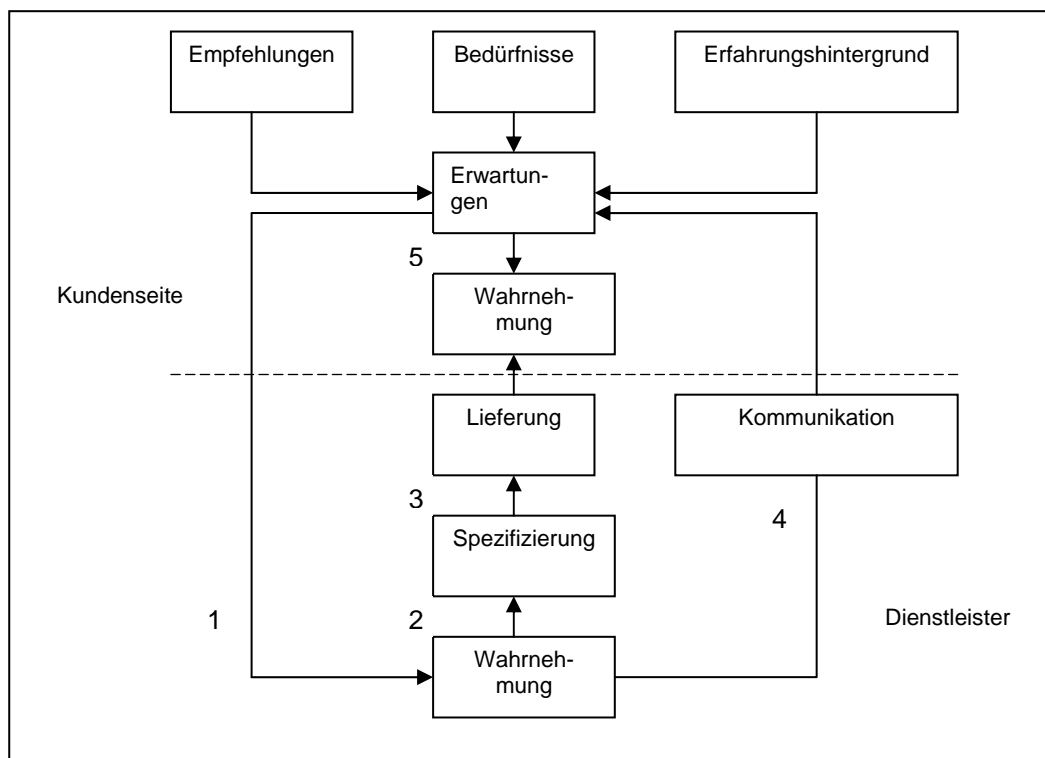 Empfehlungen
Bedürfnisse
Erfahrungshintergrund
Erwartun-
gen
5
Kundenseite
Wahrneh-
mung
Lieferung
Kommunikation
3
4
Spezifizierung
1
2
Dienstleister
Wahrneh-
mung